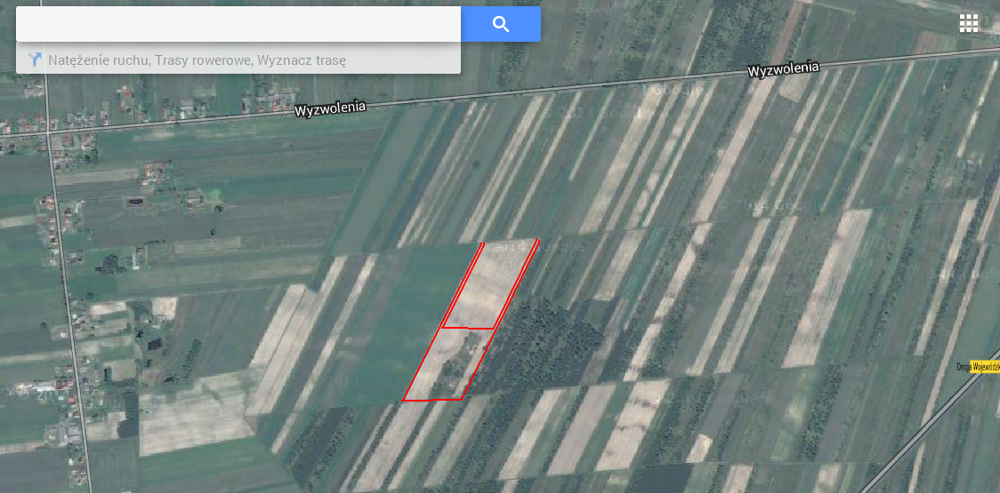 Natężenie ruchu, Trasy rowerowe, Wyznacz trasę
Wyzwolenia
Wyzwolenia
Droga Wojewódzk